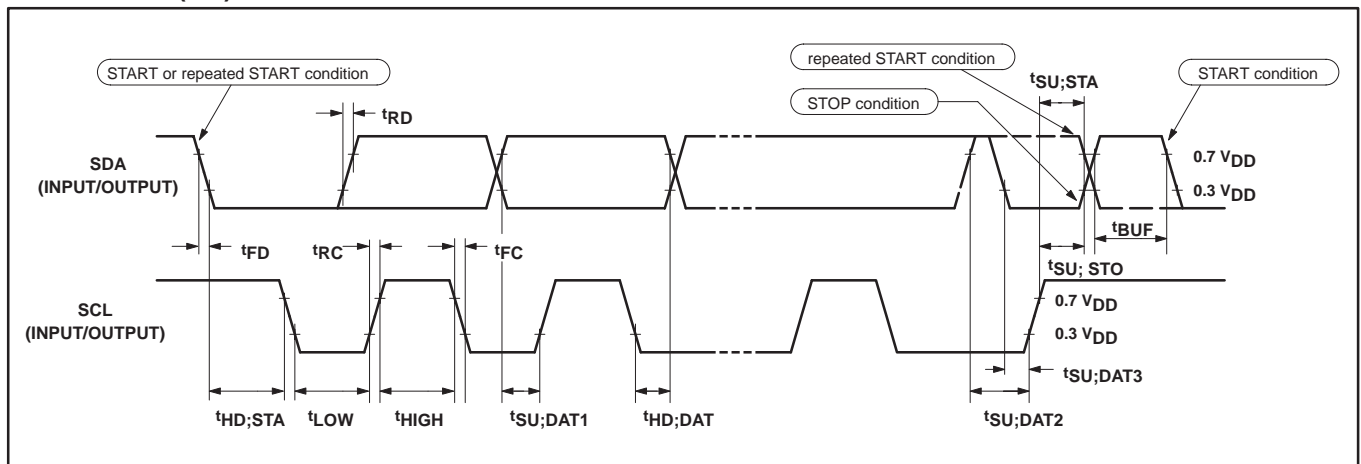 START or repeated START condition
repeated START condition
tSU;STA
START condition
STOP condition
tRD
SDA
(INPUT/OUTPUT)
0.7 VDD
0.3 VDD
tFD
tRC
tFC
tBUF
tSU; STO
SCL
(INPUT/OUTPUT)
0.7 VDD
0.3 VDD
tSU;DAT3
tHD;STA
tLOW
tHIGH
tSU;DAT1
tHD;DAT
tSU;DAT2